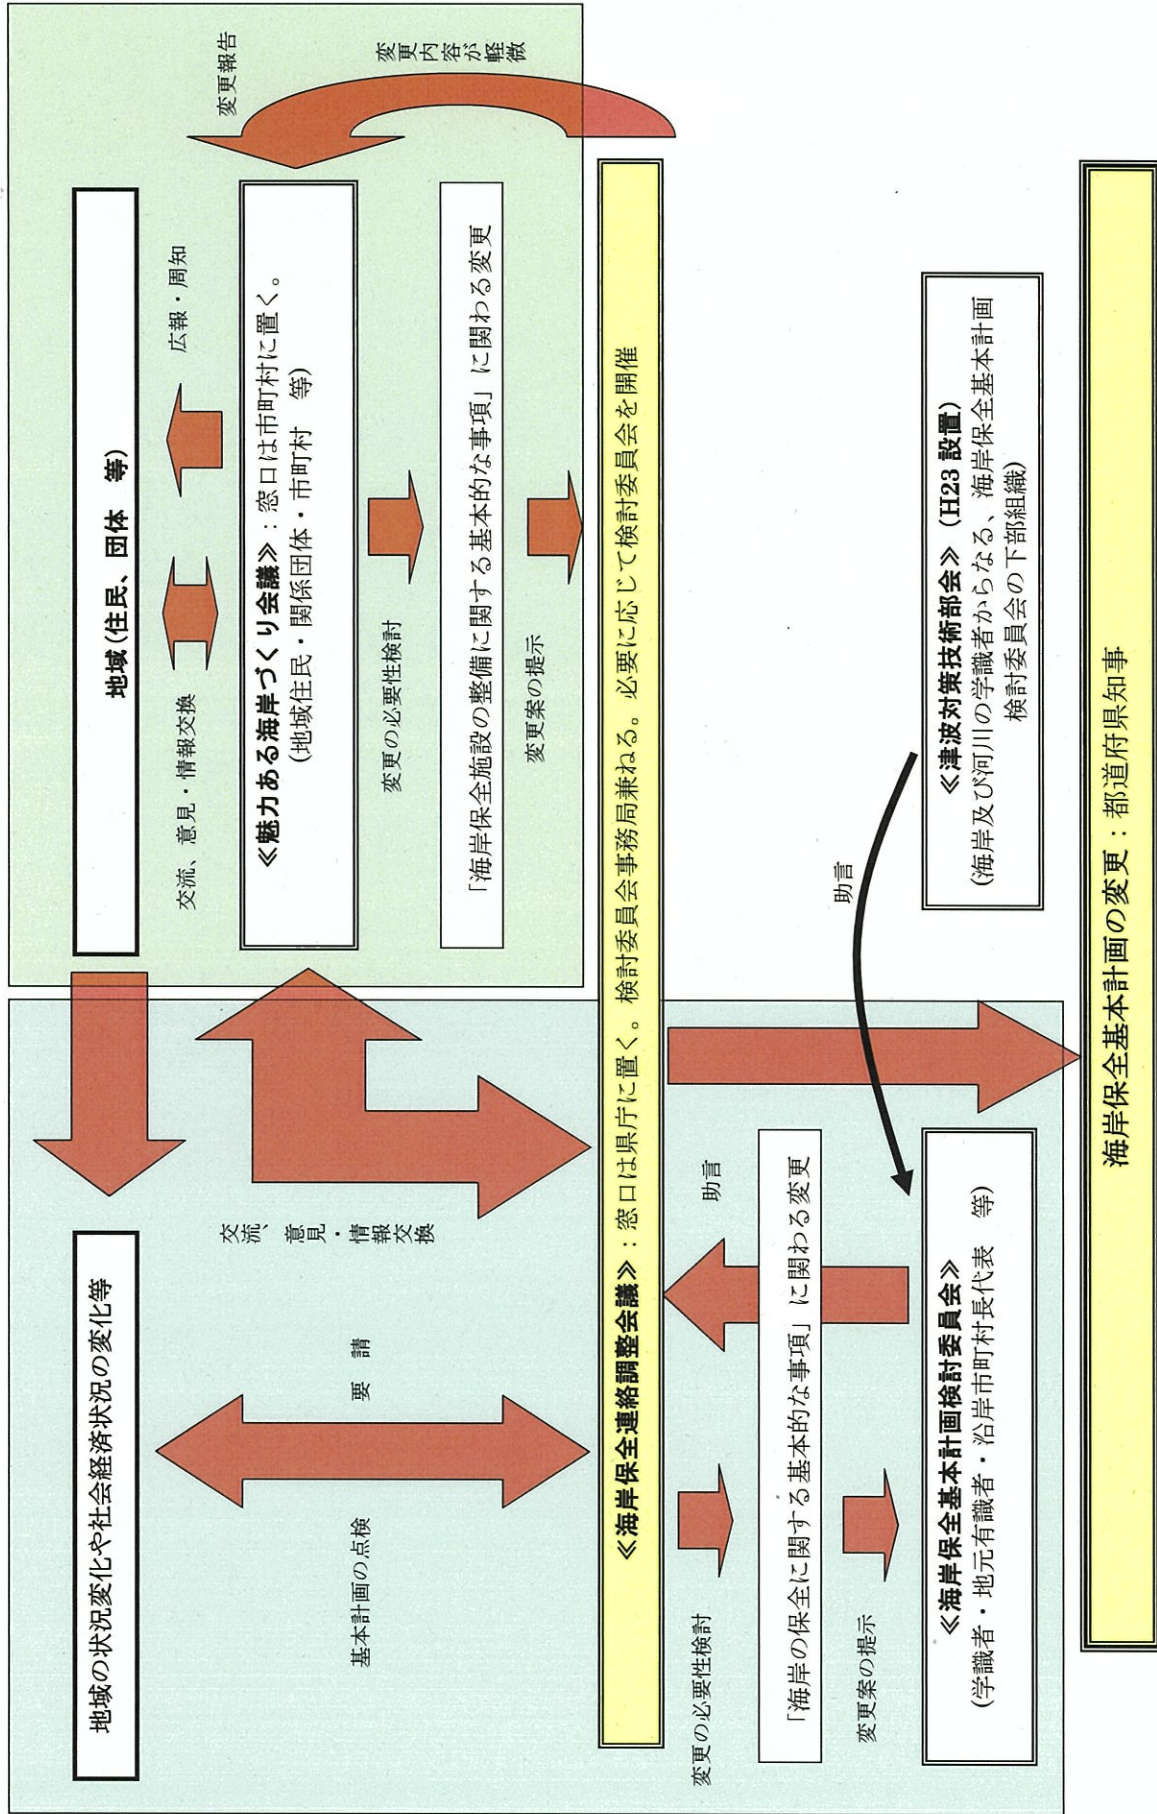 地域の状況変化や社会経済状況の変化等
地域(住民、団体　等)
交流、意見・情報交換
広報・周知
変更報告
変更内容が軽微
≪魅力ある海岸づくり会議≫：窓口は市町村に置く。
(地域住民・関係団体・市町村　等)
交流、意見・情報交換
基本計画の点検
要請
変更の必要性検討
「海岸保全施設の整備に関する基本的な事項」に関わる変更
変更案の提示
≪海岸保全連絡調整会議≫：窓口は県庁に置く。検討委員会事務局兼ねる。必要に応じて検討委員会を開催
変更の必要性検討
助言
「海岸の保全に関する基本的な事項」に関わる変更
変更案の提示
助言
≪海岸保全基本計画検討委員会≫
(学識者・地元有識者・沿岸市町村長代表　等)
≪津波対策技術部会≫（H23 設置)
(海岸及び河川の学識者からなる、海岸保全基本計画
検討委員会の下部組織)
海岸保全基本計画の変更：都道府県知事